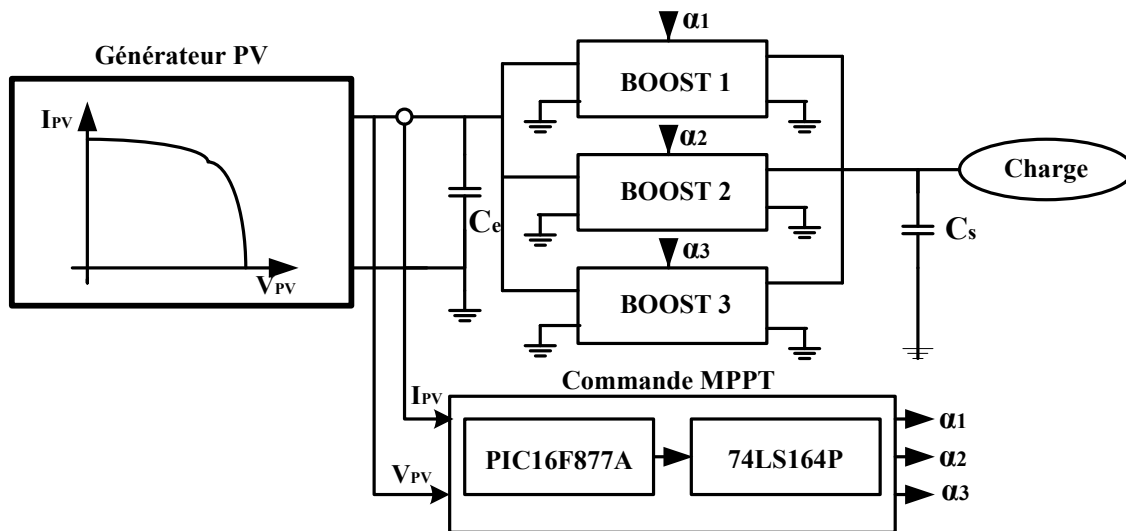 Générateur PV
IPV
VPV
Ce
α1
BOOST 1
α2
BOOST 2
α3
BOOST 3
Charge
Cs
Commande MPPT
IPV
VPV
PIC16F877A
74LS164P
α1
α2
α3